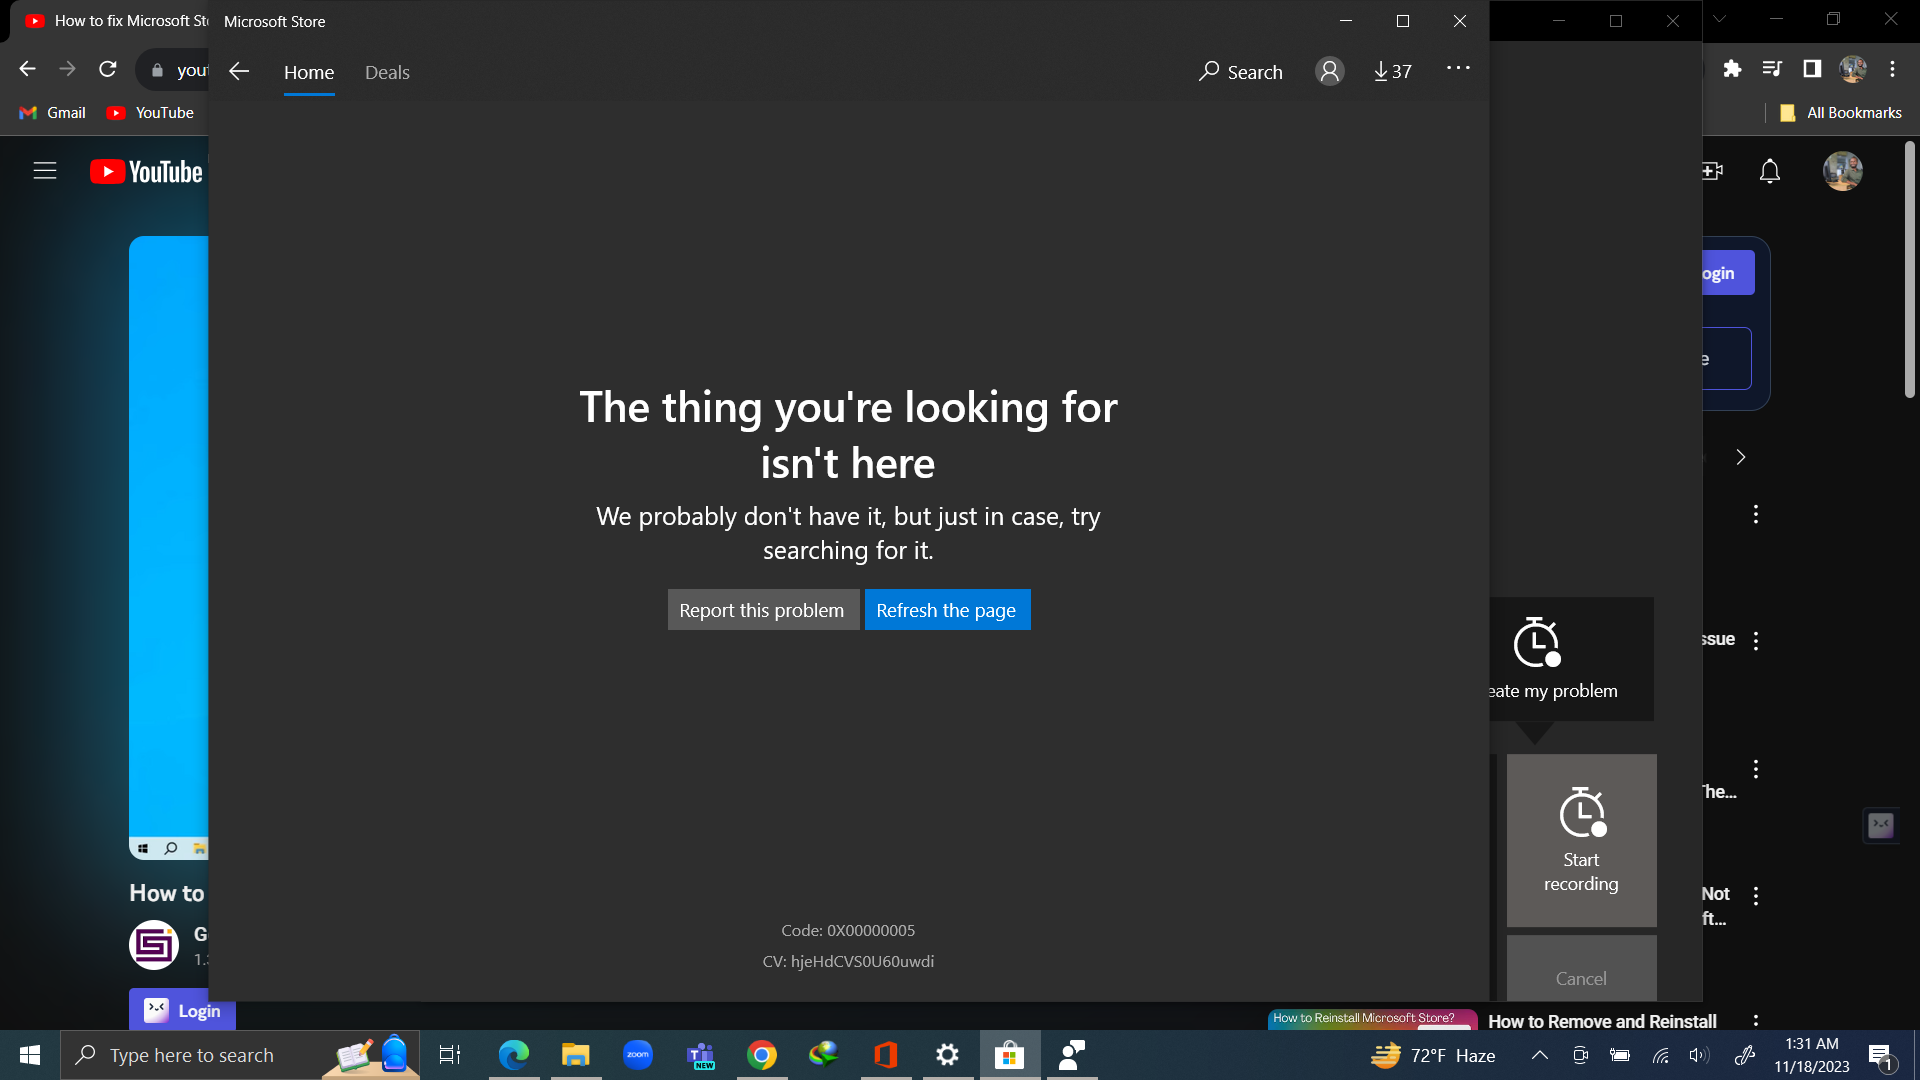 How to fix Microsoft Sto
Microsoft Store
Home
Deals
Search
37
Gmail
YouTube
All Bookmarks
YouTube
ogin
The thing you're looking for
isn't here
We probably don't have it, but just in case, try
searching for it.
Report this problem
Refresh the page
eate my problem
ssue
Start
recording
The...
Not
ft...
How to
G
Code: 0X00000005
CV: hjeHdCVS0U60uwdi
Cancel
Login
How to Reinstall Microsoft Store?
How to Remove and Reinstall
Type here to search
zoom
NEW
72°F Haze
1:31 AM
11/18/2023
1